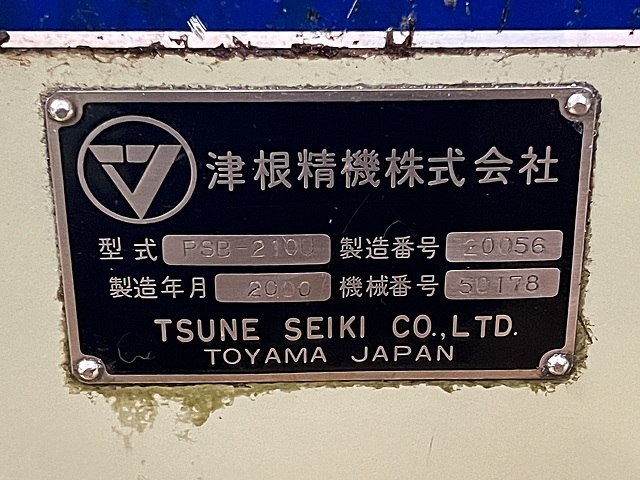 津根精機株式会社
型式 PSB-2100 製造番号 20056
製造年月 2000 機械番号 50178
TSUNE SEIKI CO.,LTD.
TOYAMA JAPAN